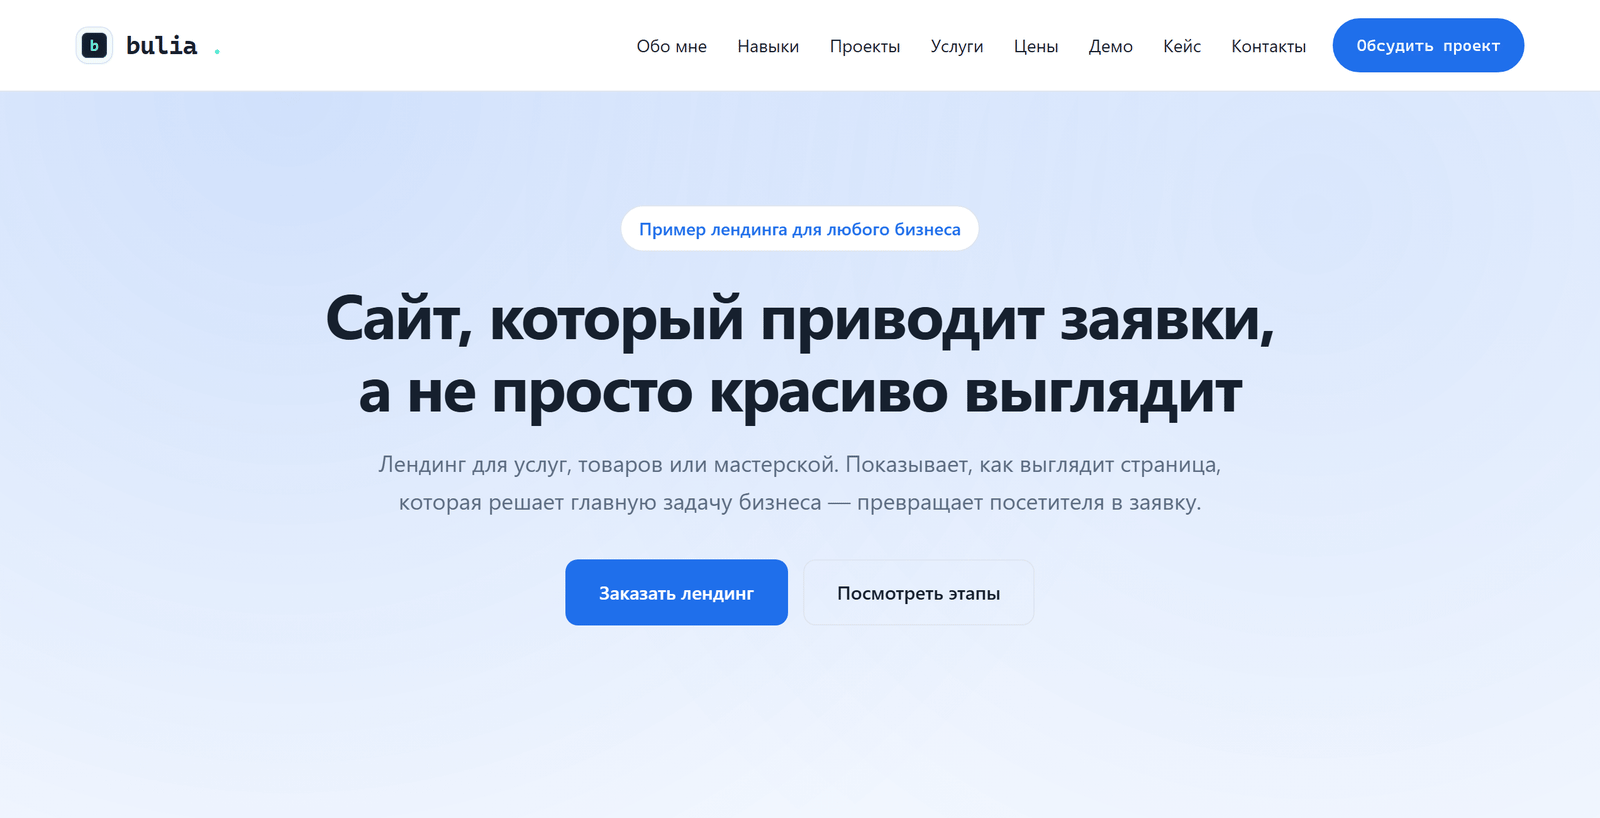 b bulia .
Обо мне Навыки Проекты Услуги Цены Демо Кейс Контакты Обсудить проект
Пример лендинга для любого бизнеса
Сайт, который приводит заявки,
а не просто красиво выглядит
Лендинг для услуг, товаров или мастерской. Показывает, как выглядит страница,
которая решает главную задачу бизнеса — превращает посетителя в заявку.
Заказать лендинг Посмотреть этапы